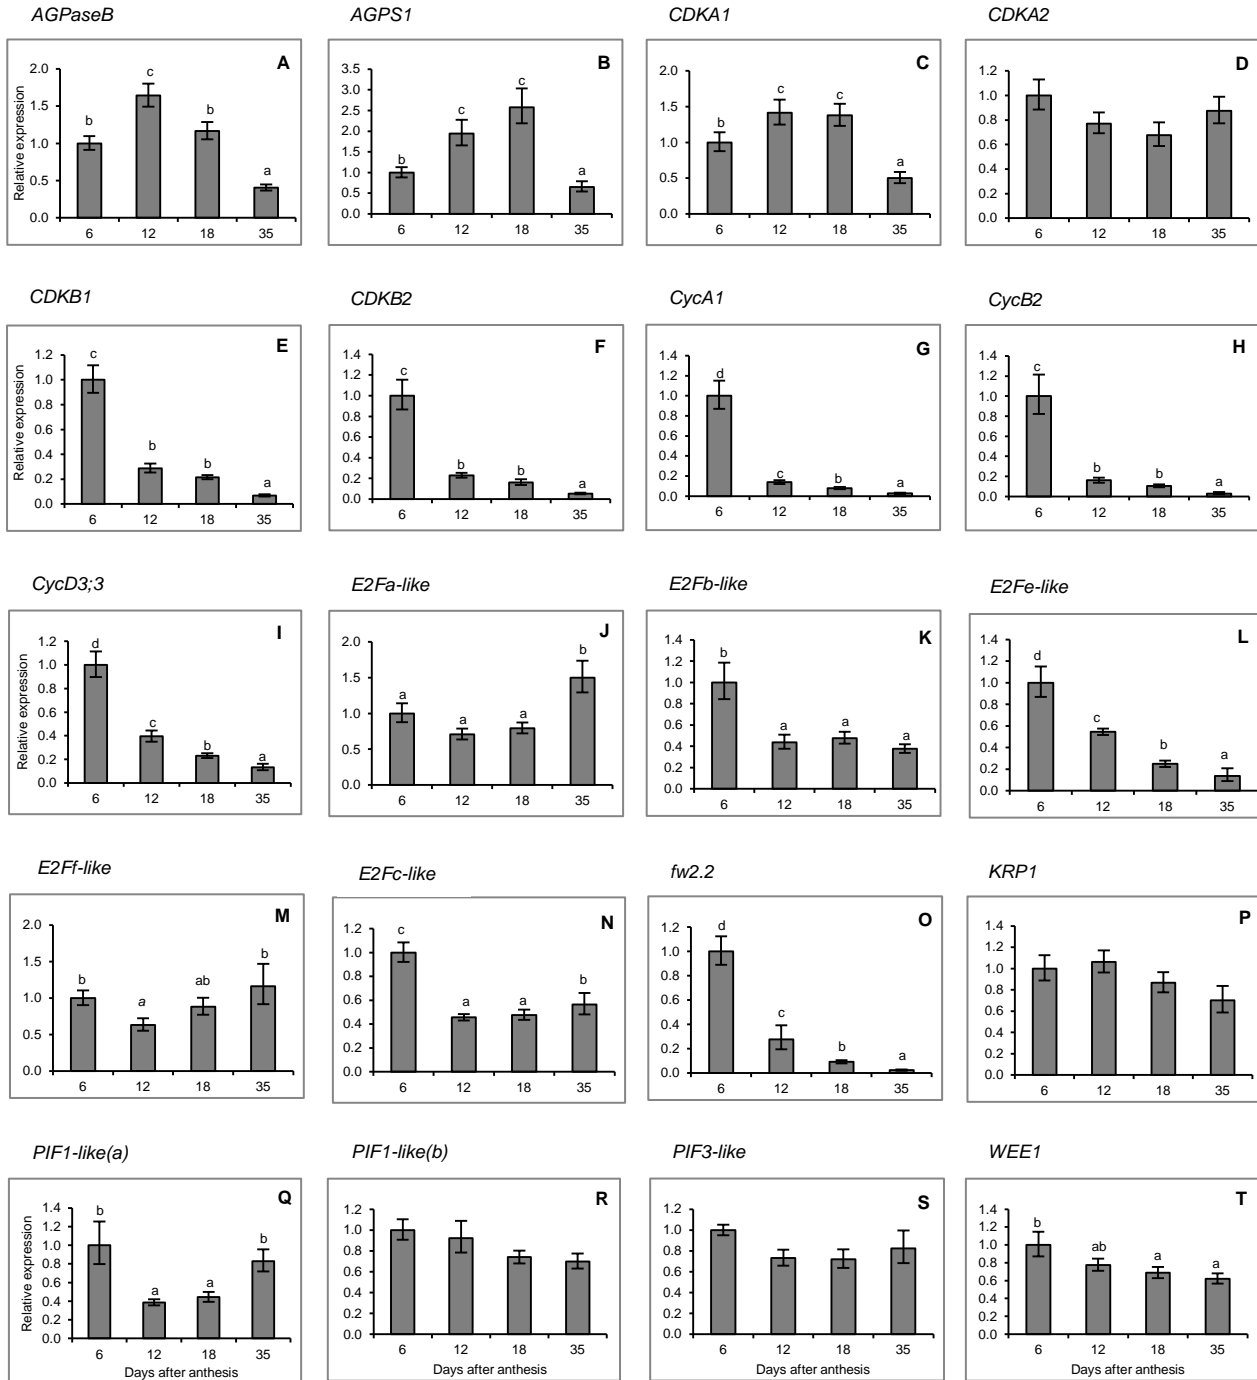 AGPaseB
A
Relative expression
2.0
1.5
1.0
0.5
0.0
b
c
b
a
6 12 18 35
AGPS1
B
3.5
3.0
2.5
2.0
1.5
1.0
0.5
0.0
b
c
c
a
6 12 18 35
CDKA1
C
2.0
1.5
1.0
0.5
0.0
b
c
c
a
6 12 18 35
CDKA2
D
1.2
1.0
0.8
0.6
0.4
0.2
0.0
6 12 18 35
CDKB1
E
Relative expression
1.2
1.0
0.8
0.6
0.4
0.2
0.0
c
b
b
a
6 12 18 35
CDKB2
F
1.4
1.2
1.0
0.8
0.6
0.4
0.2
0.0
c
b
b
a
6 12 18 35
CycA1
G
1.4
1.2
1.0
0.8
0.6
0.4
0.2
0.0
d
c
b
a
6 12 18 35
CycB2
H
1.4
1.2
1.0
0.8
0.6
0.4
0.2
0.0
c
b
b
a
6 12 18 35
CycD3;3
I
Relative expression
1.2
1.0
0.8
0.6
0.4
0.2
0.0
d
c
b
a
6 12 18 35
E2Fa-like
J
2.0
1.5
1.0
0.5
0.0
a
a
a
b
6 12 18 35
E2Fb-like
K
1.4
1.2
1.0
0.8
0.6
0.4
0.2
0.0
b
a
a
a
6 12 18 35
E2Fe-like
L
1.4
1.2
1.0
0.8
0.6
0.4
0.2
0.0
d
c
b
a
6 12 18 35
E2Ff-like
M
2.0
1.5
1.0
0.5
0.0
b
a
ab
b
6 12 18 35
E2Fc-like
N
1.2
1.0
0.8
0.6
0.4
0.2
0.0
c
a
a
b
6 12 18 35
fw2.2
O
1.2
1.0
0.8
0.6
0.4
0.2
0.0
d
c
b
a
6 12 18 35
KRP1
P
1.4
1.2
1.0
0.8
0.6
0.4
0.2
0.0
6 12 18 35
PIF1-like(a)
Q
Relative expression
1.4
1.2
1.0
0.8
0.6
0.4
0.2
0.0
b
a
a
b
6 12 18 35
Days after anthesis
PIF1-like(b)
R
1.4
1.2
1.0
0.8
0.6
0.4
0.2
0.0
6 12 18 35
Days after anthesis
PIF3-like
S
1.4
1.2
1.0
0.8
0.6
0.4
0.2
0.0
6 12 18 35
Days after anthesis
WEE1
T
1.4
1.2
1.0
0.8
0.6
0.4
0.2
0.0
b
ab
a
a
6 12 18 35
Days after anthesis